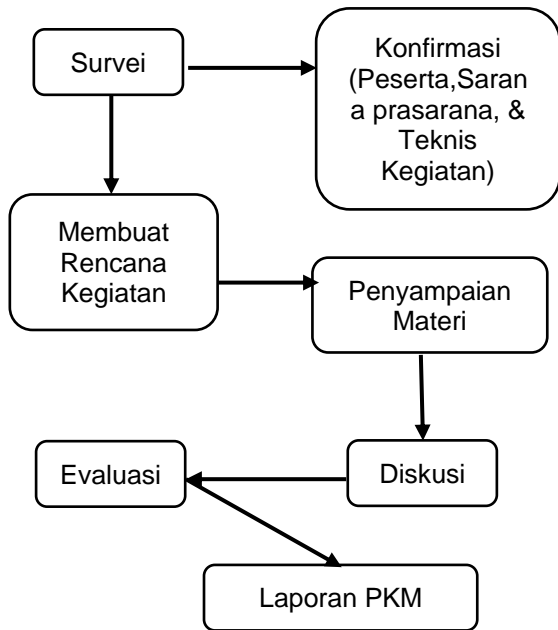 Survei
Konfirmasi
(Peserta,Saran
a prasarana, &
Teknis
Kegiatan)
Membuat
Rencana
Kegiatan
Penyampaian
Materi
Evaluasi
Diskusi
Laporan PKM